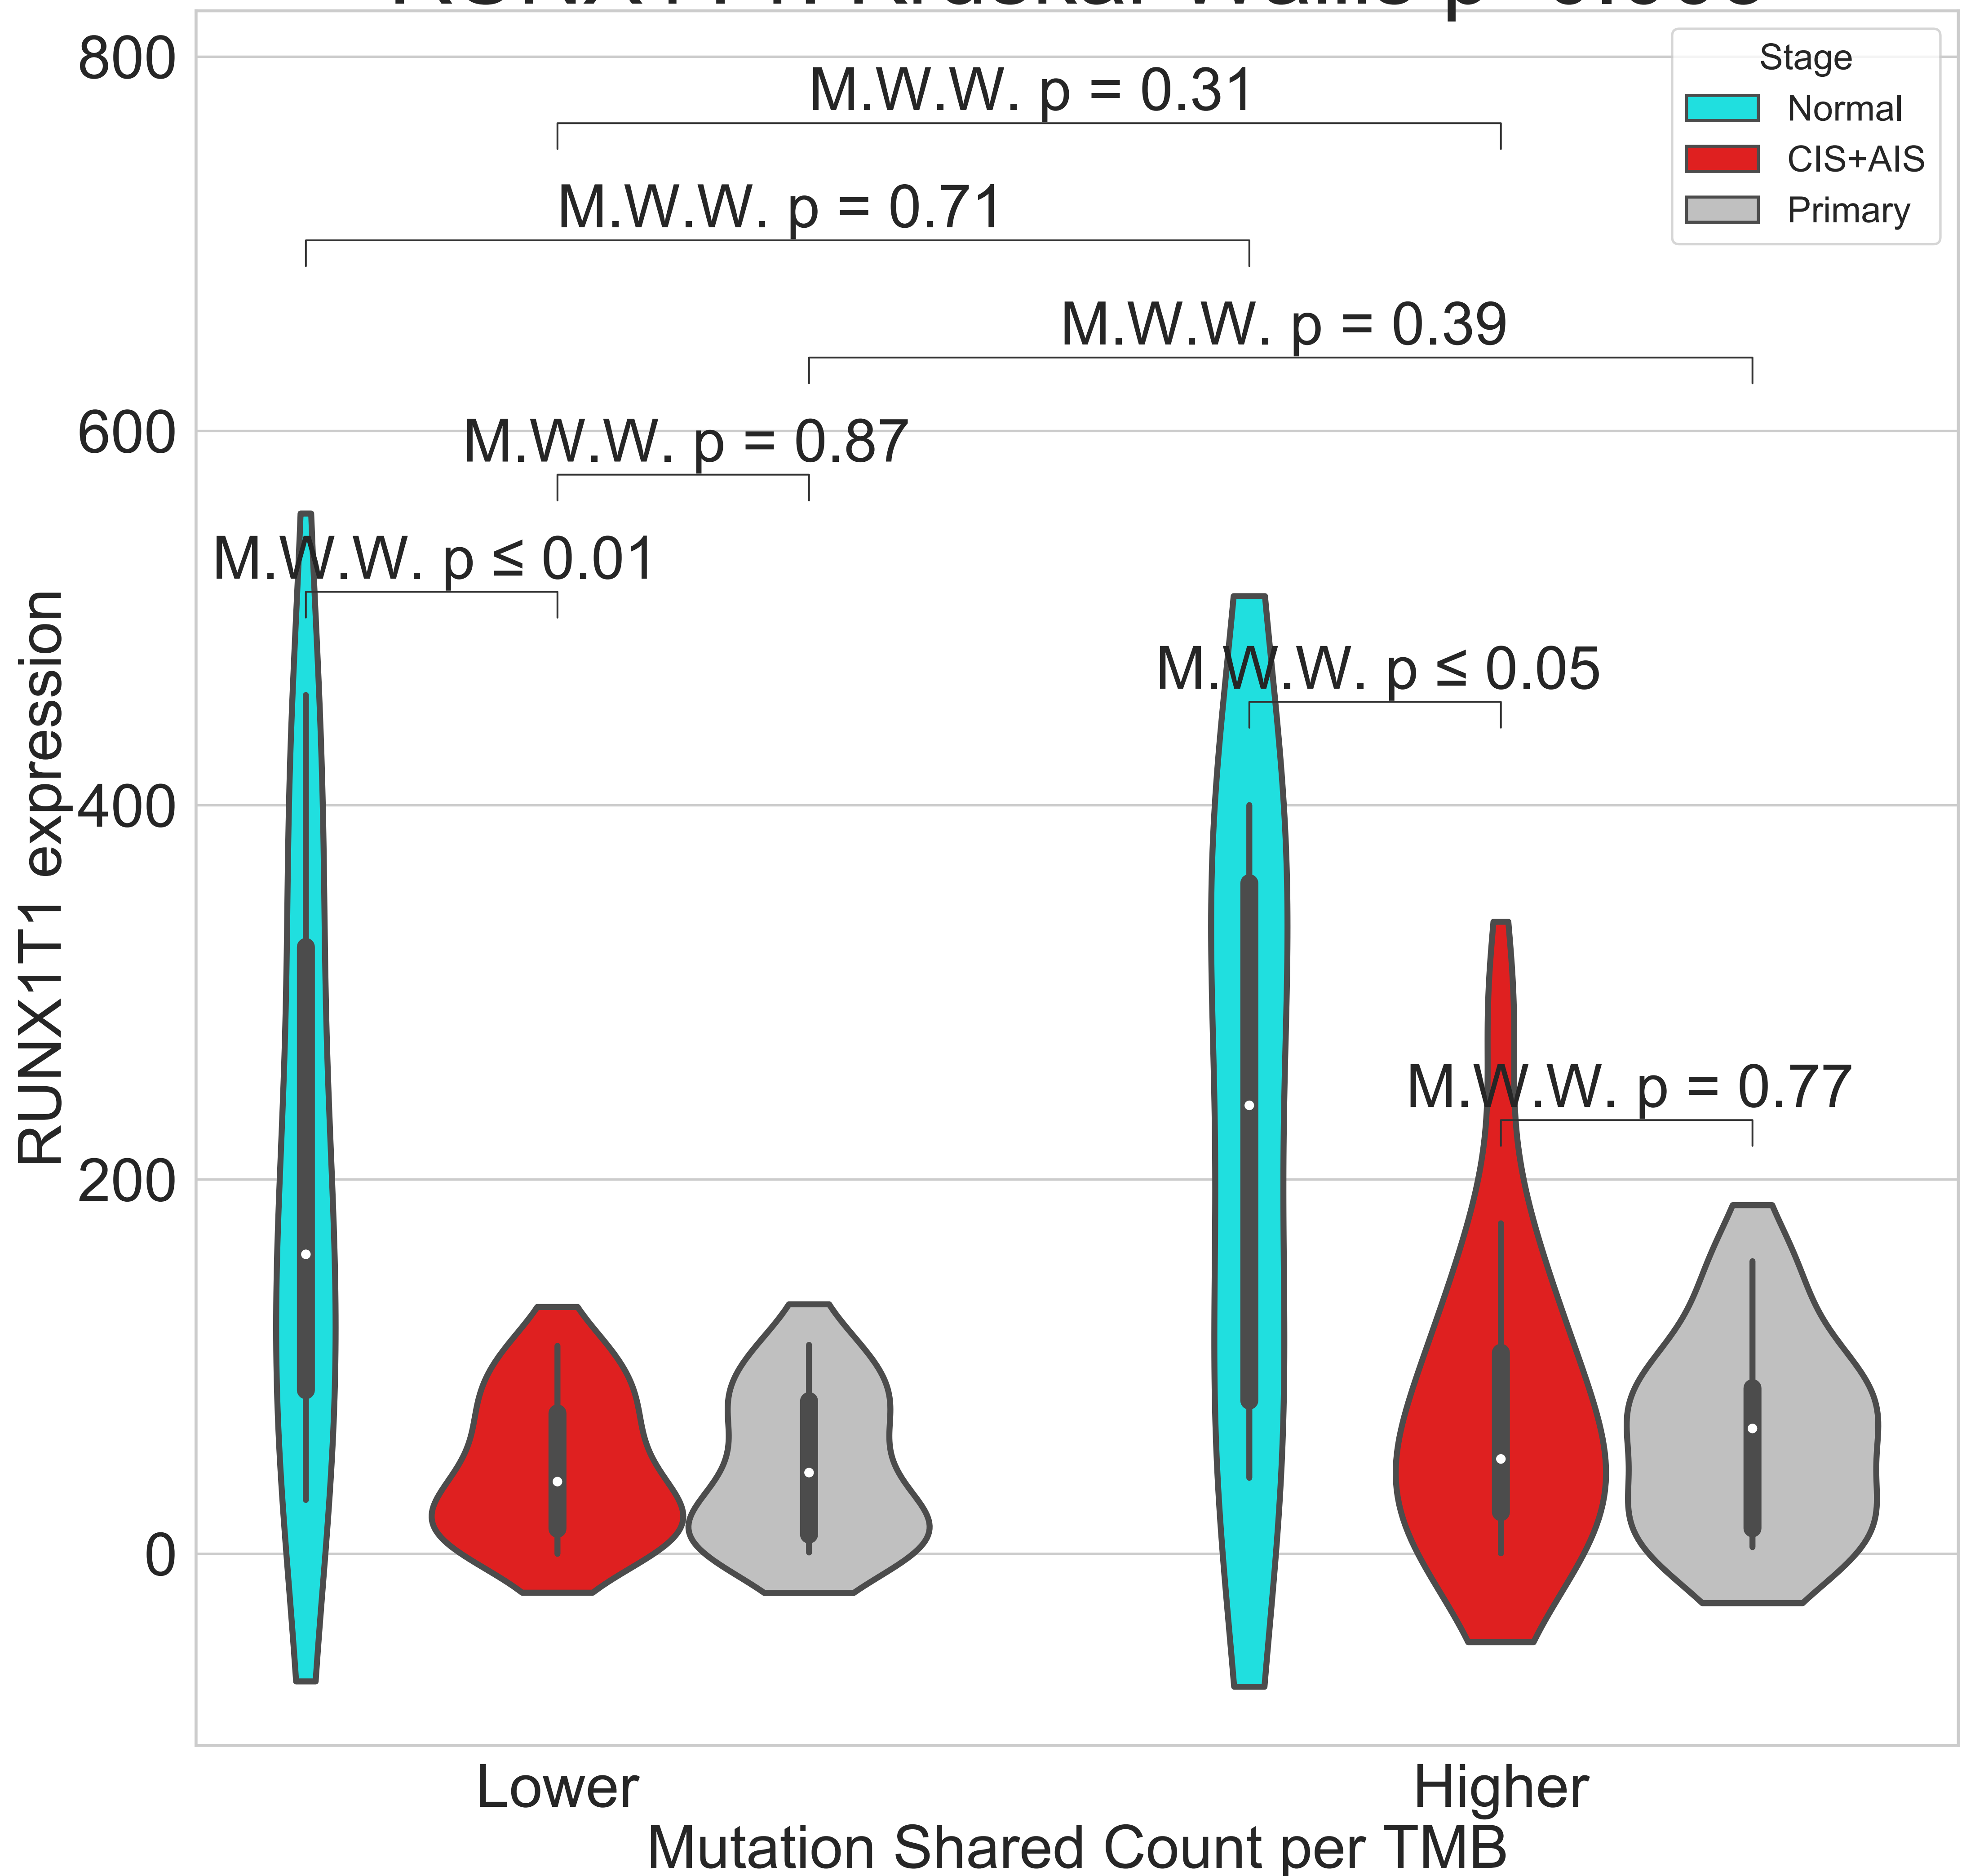 800
Stage
Normal
CIS+AIS
Primary
M.W.W. p = 0.31
M.W.W. p = 0.71
M.W.W. p = 0.39
600
M.W.W. p = 0.87
M.W.W. p ≤ 0.01
M.W.W. p ≤ 0.05
400
M.W.W. p = 0.77
200
0
RUNX1T1 expression
Lower
Higher
Mutation Shared Count per TMB